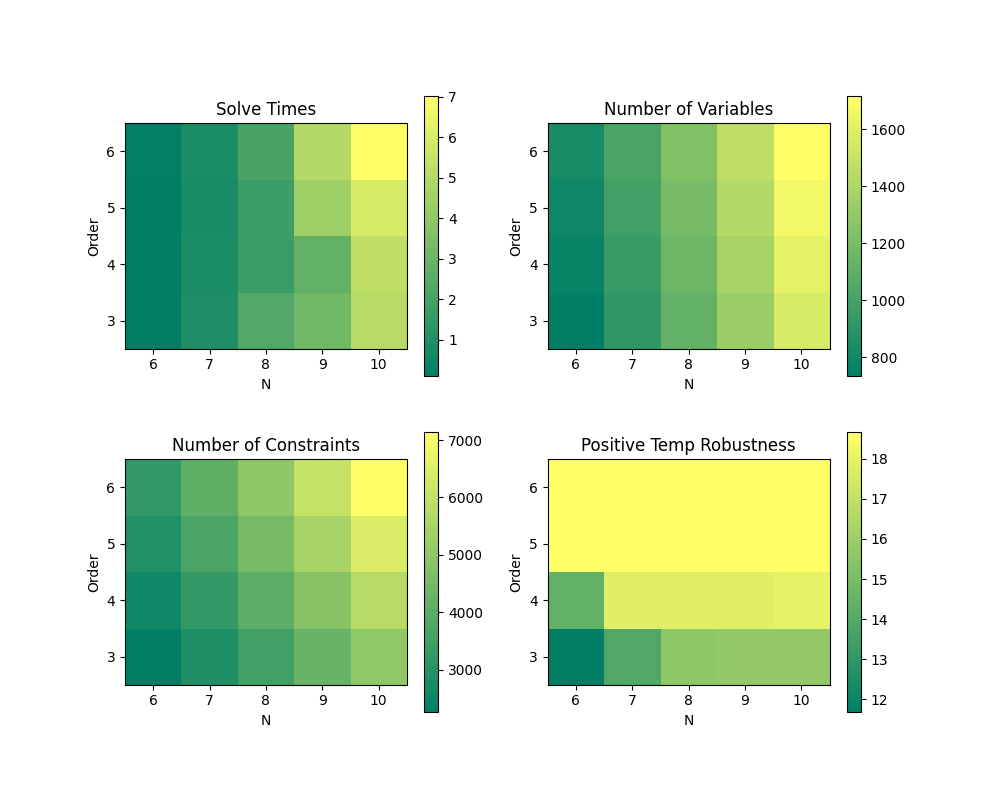 Solve Times
Order
6
5
4
3
6 7 8 9 10
N
7
6
5
4
3
2
1
Number of Variables
Order
6
5
4
3
6 7 8 9 10
N
1600
1400
1200
1000
800
Number of Constraints
Order
6
5
4
3
6 7 8 9 10
N
7000
6000
5000
4000
3000
Positive Temp Robustness
Order
6
5
4
3
6 7 8 9 10
N
18
17
16
15
14
13
12